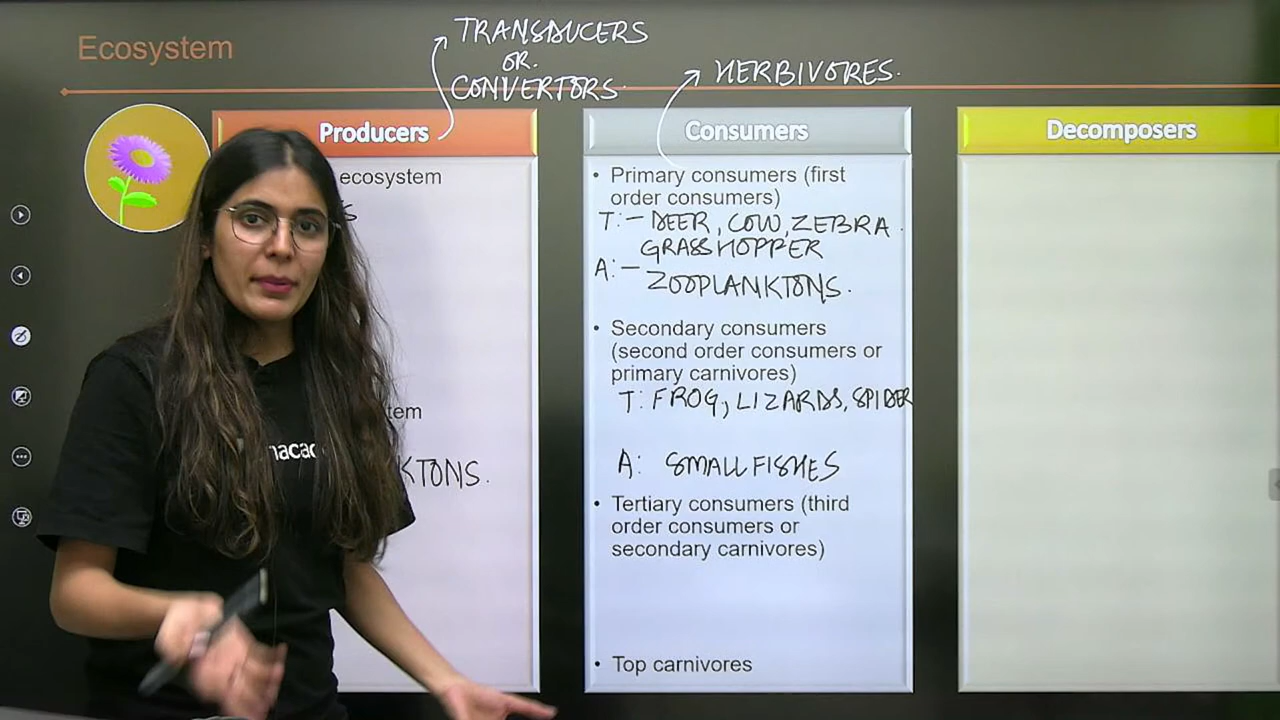 Ecosystem
TRANSDUCERS
OR.
CONVERTORS.
HERBIVORES.
Producers
ecosystem
Consumers
• Primary consumers (first
order consumers)
T:- DEER, COW, ZEBRA.
GRASSHOPPER
A:- ZOOPLANKTONS.
• Secondary consumers
(second order consumers or
primary carnivores)
T: FROG, LIZARDS, SPIDER
A: SMALL FISHES
• Tertiary consumers (third
order consumers or
secondary carnivores)
• Top carnivores
Decomposers